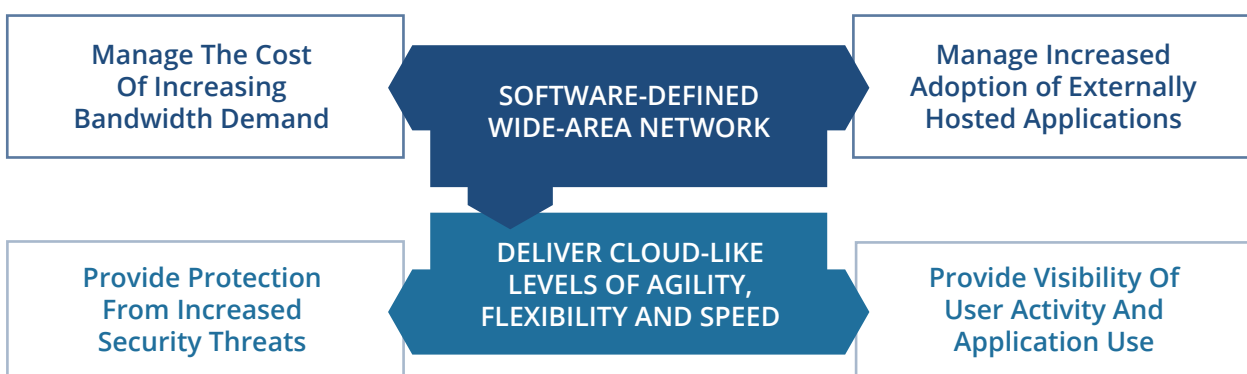 Manage The Cost
Of Increasing
Bandwidth Demand
SOFTWARE-DEFINED
WIDE-AREA NETWORK
Manage Increased
Adoption of Externally
Hosted Applications
Provide Protection
From Increased
Security Threats
DELIVER CLOUD-LIKE
LEVELS OF AGILITY,
FLEXIBILITY AND SPEED
Provide Visibility Of
User Activity And
Application Use